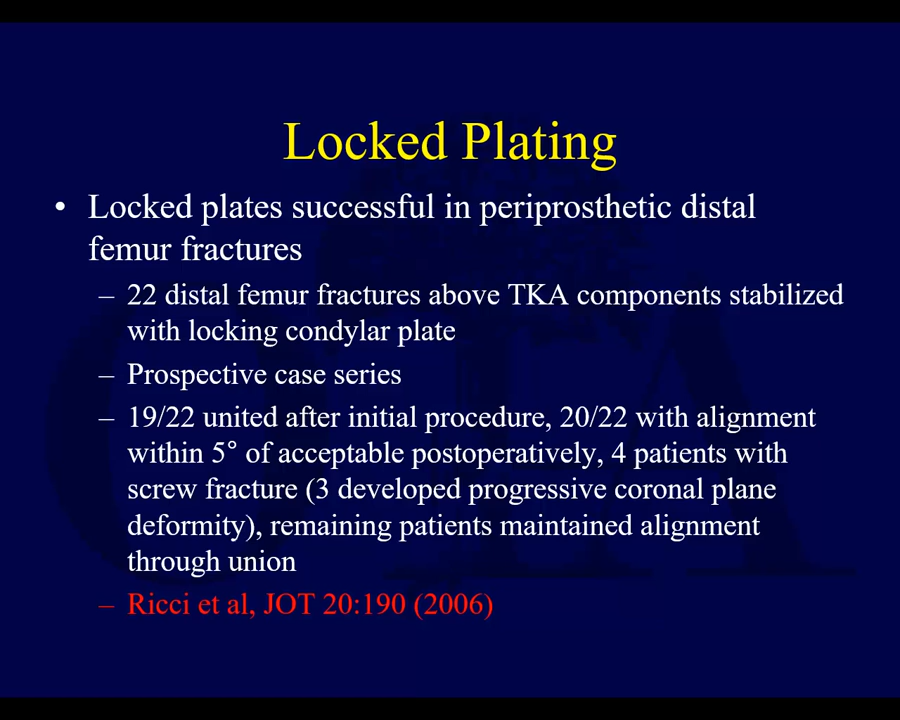 Locked Plating
• Locked plates successful in periprosthetic distal
femur fractures
– 22 distal femur fractures above TKA components stabilized
with locking condylar plate
– Prospective case series
– 19/22 united after initial procedure, 20/22 with alignment
within 5° of acceptable postoperatively, 4 patients with
screw fracture (3 developed progressive coronal plane
deformity), remaining patients maintained alignment
through union
– Ricci et al, JOT 20:190 (2006)
OTA